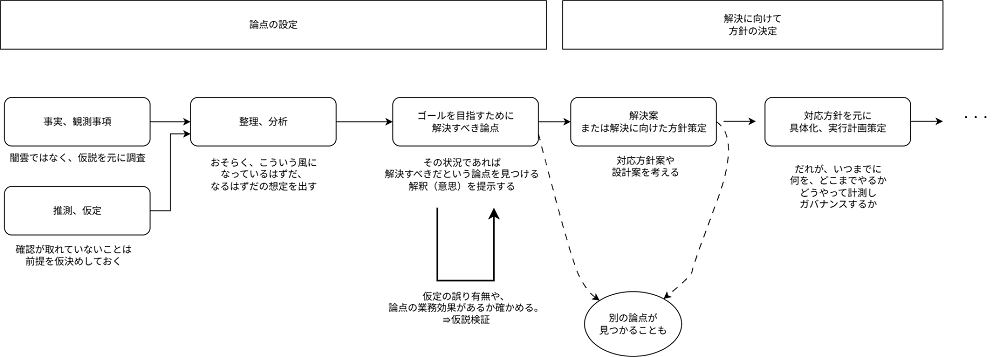 論点の設定
解決に向けて
方針の決定
事実、観測事項
闇雲ではなく、仮説を元に調査
推測、仮定
確認が取れていないことは
前提を仮決めしておく
整理、分析
おそらく、こういう風に
なっているはずだ、
なるはずだの想定を出す
ゴールを目指すために
解決すべき論点
その状況であれば
解決すべきだという論点を見つける
解釈（意思）を提示する
仮定の誤り有無や、
論点の業務効果があるか確かめる。
⇒仮説検証
解決案
または解決に向けた方針策定
対応方針案や
設計案を考える
別の論点が
見つかることも
対応方針を元に
具体化、実行計画策定
だれが、いつまでに
何を、どこまでやるか
どうやって計測し
ガバナンスするか
・・・